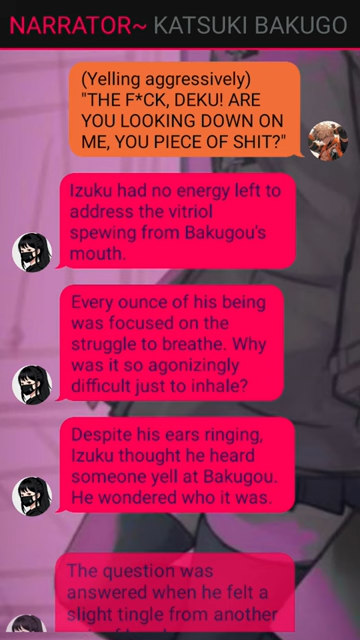 NARRATOR~ KATSUKI BAKUGO
(Yelling aggressively)
"THE F*CK, DEKU! ARE
YOU LOOKING DOWN ON
ME, YOU PIECE OF SHIT?"
Izuku had no energy left to
address the vitriol
spewing from Bakugou's
mouth.
Every ounce of his being
was focused on the
struggle to breathe. Why
was it so agonizingly
difficult just to inhale?
Despite his ears ringing,
Izuku thought he heard
someone yell at Bakugou.
He wondered who it was.
The question was
answered when he felt a
slight tingle from another